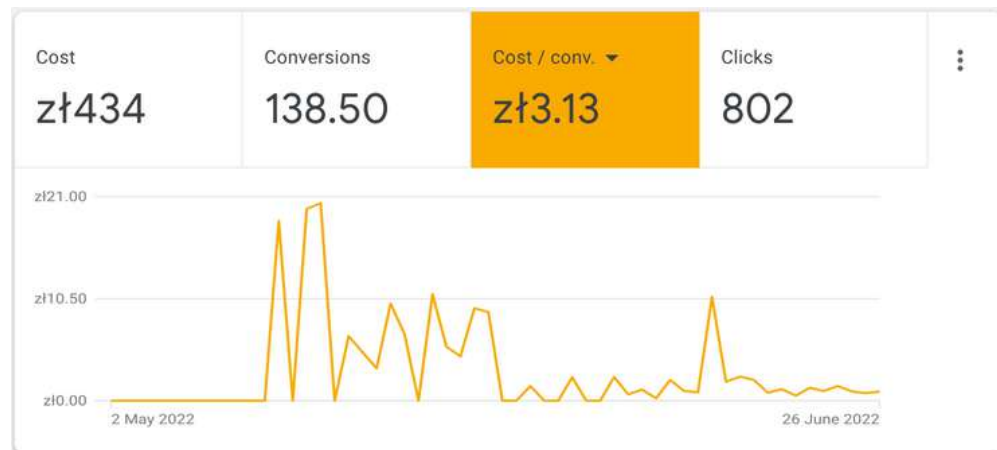 Cost
Conversions
Cost / conv.
Clicks
zł434
138.50
zł3.13
802
zł21.00
zł10.50
zł0.00
2 May 2022
26 June 2022